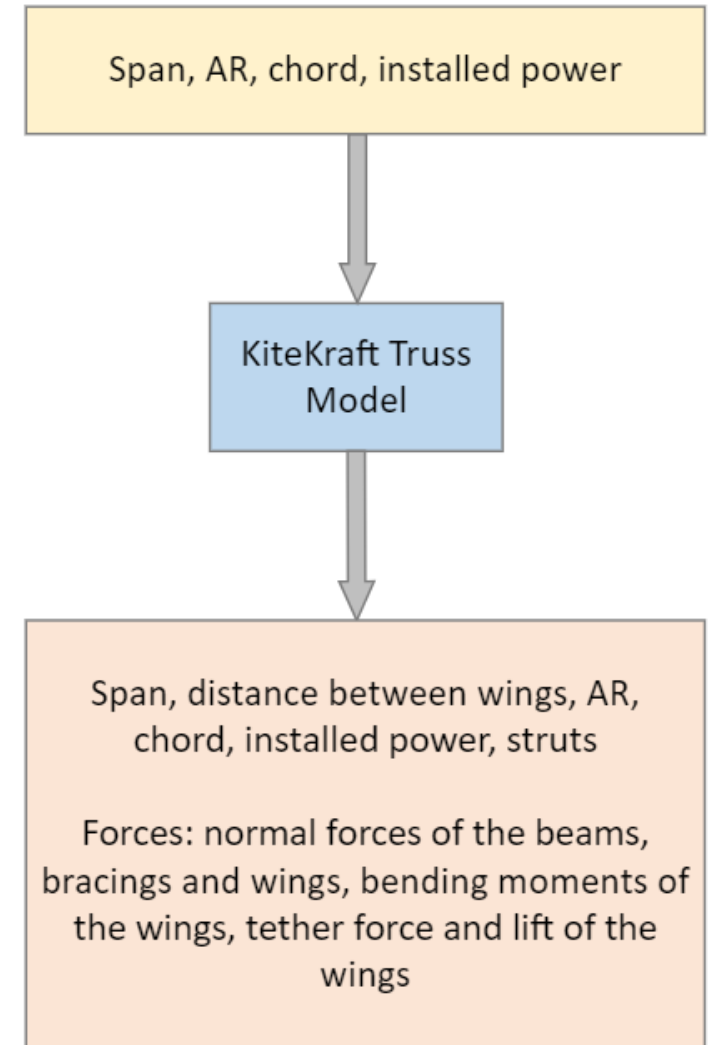 Span, AR, chord, installed power
KiteKraft Truss
Model
Span, distance between wings, AR,
chord, installed power, struts
Forces: normal forces of the beams,
bracings and wings, bending moments of
the wings, tether force and lift of the
wings